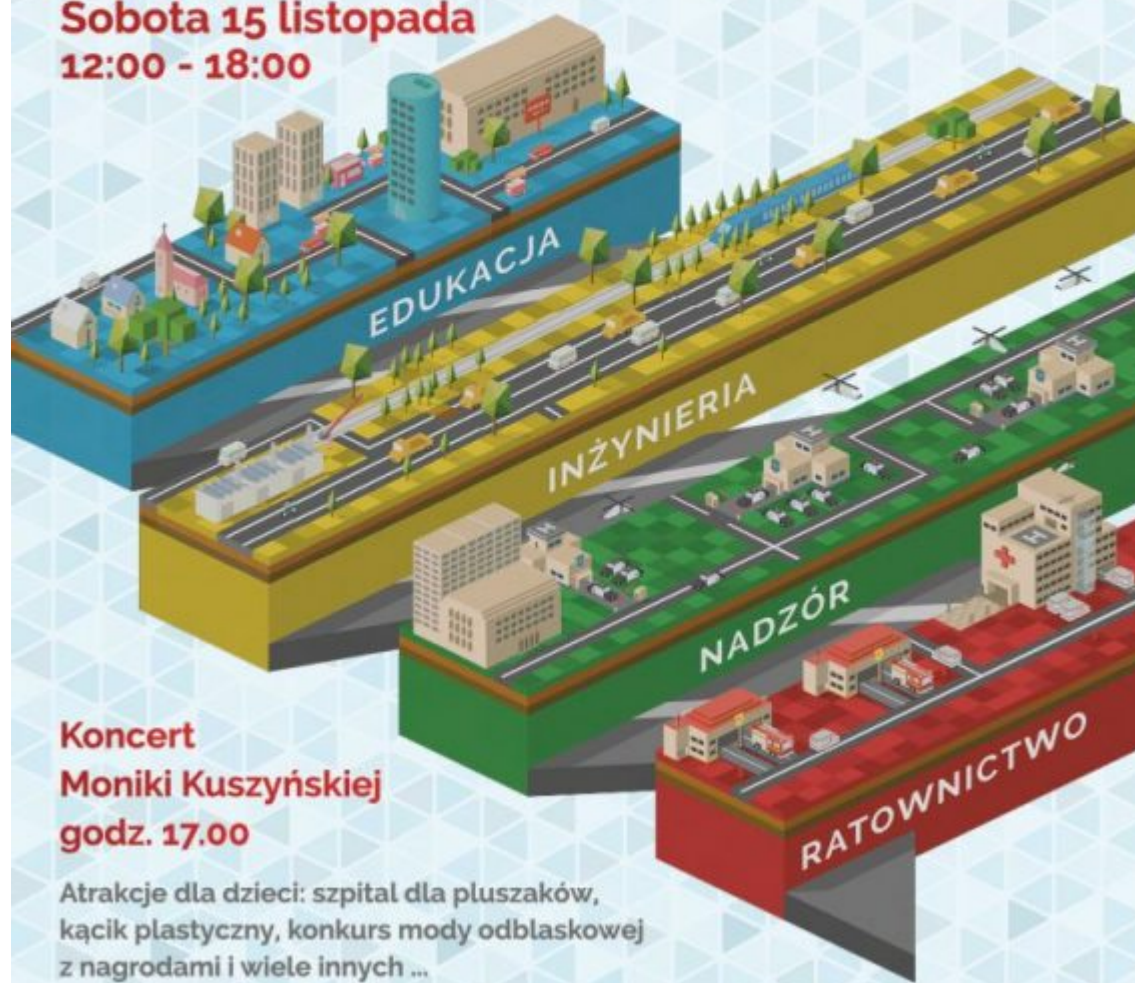 Sobota 15 listopada
12:00 - 18:00
EDUKACJA
INŻYNIERIA
NADZÓR
RATOWNICTWO
Koncert
Moniki Kuszyńskiej
godz. 17.00
Atrakcje dla dzieci: szpital dla pluszaków,
kącik plastyczny, konkurs mody odblaskowej
z nagrodami i wiele innych ...